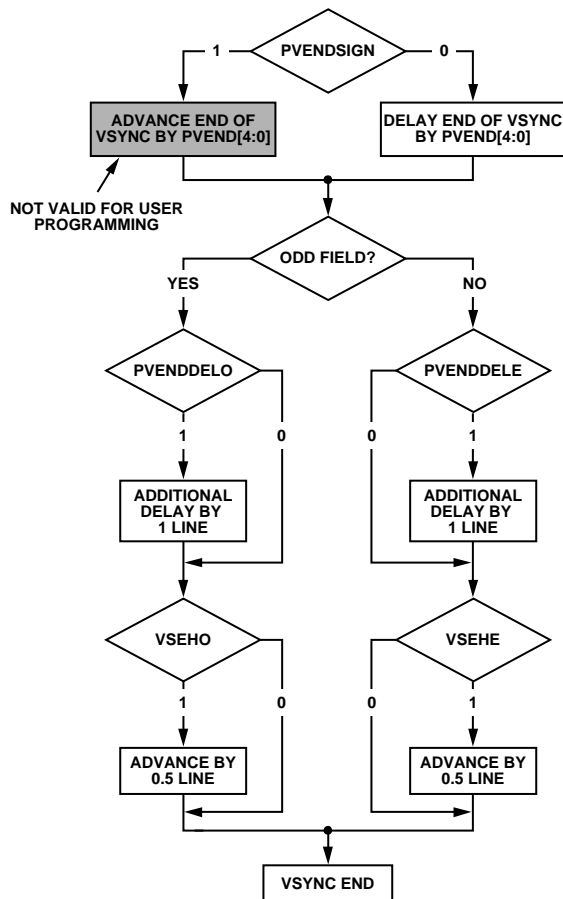 PVENDSIGN
1
0
ADVANCE END OF
VSYNC BY PVEND[4:0]
DELAY END OF VSYNC
BY PVEND[4:0]
NOT VALID FOR USER
PROGRAMMING
ODD FIELD?
YES
NO
PVENDDELO
PVENDDELE
1
0
0
1
ADDITIONAL
DELAY BY
1 LINE
ADDITIONAL
DELAY BY
1 LINE
VSEHO
VSEHE
1
0
0
1
ADVANCE BY
0.5 LINE
ADVANCE BY
0.5 LINE
VSYNC END